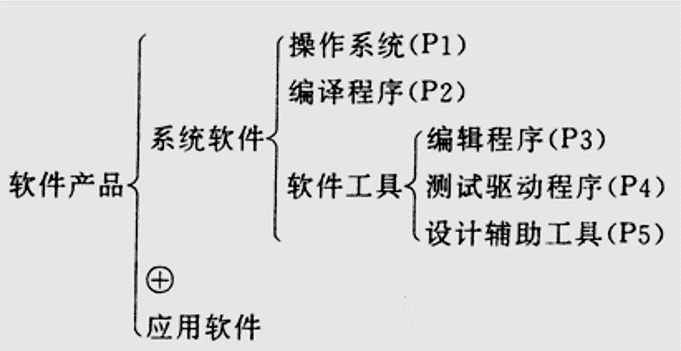 操作系统(P1)
编译程序(P2)
系统软件
编辑程序(P3)
软件产品
软件工具
测试驱动程序(P4)
设计辅助工具(P5)
⊕
应用软件